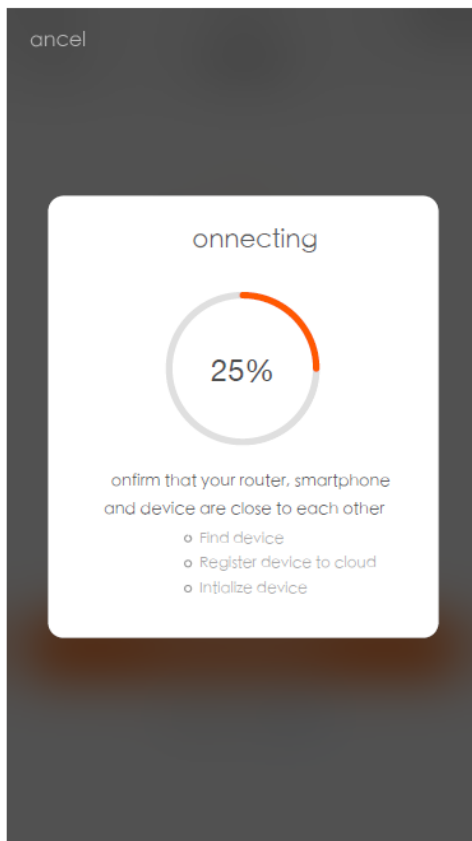 ancel
onnecting
25%
onfirm that your router, smartphone
and device are close to each other
Find device
Register device to cloud
Intialize device